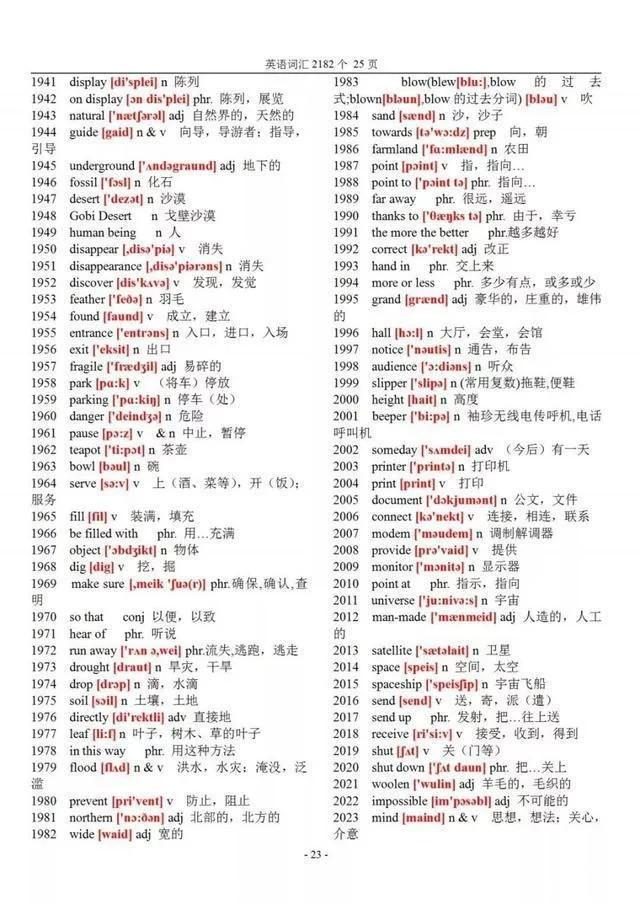 英语词汇 2182 个 25 页
1941 display [di'splei] n 陈列
1942 on display [ən dis'plei] phr. 陈列，展览
1943 natural ['nætʃərəl] adj 自然界的，天然的
1944 guide [gaid] n & v 向导，导游者；指导，
引导
1945 underground ['ʌndəgraund] adj 地下的
1946 fossil ['fɔsl] n 化石
1947 desert ['dezət] n 沙漠
1948 Gobi Desert n 戈壁沙漠
1949 human being n 人
1950 disappear [,disə'piə] v 消失
1951 disappearance [,disə'piərəns] n 消失
1952 discover [dis'kʌvə] v 发现，发觉
1953 feather ['feðə] n 羽毛
1954 found [faund] v 成立，建立
1955 entrance ['entrəns] n 入口，进口，入场
1956 exit ['eksit] n 出口
1957 fragile ['frædʒil] adj 易碎的
1958 park [pɑ:k] v （将车）停放
1959 parking ['pɑ:kiŋ] n 停车（处）
1960 danger ['deindʒə] n 危险
1961 pause [pɔ:z] v & n 中止，暂停
1962 teapot ['ti:pɔt] n 茶壶
1963 bowl [bəul] n 碗
1964 serve [sə:v] v 上（酒、菜等），开（饭）；
服务
1965 fill [fil] v 装满，填充
1966 be filled with phr. 用…充满
1967 object ['ɔbdʒikt] n 物体
1968 dig [dig] v 挖，掘
1969 make sure [,meik 'ʃuə(r)] phr.确保,确认,查
明
1970 so that conj 以便，以致
1971 hear of phr. 听说
1972 run away ['rʌn ə,wei] phr.流失,逃跑，逃走
1973 drought [draut] n 旱灾，干旱
1974 drop [drɔp] n 滴，水滴
1975 soil [sɔil] n 土壤，土地
1976 directly [di'rektli] adv 直接地
1977 leaf [li:f] n 叶子，树木、草的叶子
1978 in this way phr. 用这种方法
1979 flood [flʌd] n & v 洪水，水灾；淹没，泛
滥
1980 prevent [pri'vent] v 防止，阻止
1981 northern ['nɔ:ðən] adj 北部的，北方的
1982 wide [waid] adj 宽的
1983 blow(blew[blu:],blow 的过去
式;blown[bləun],blow 的过去分词) [bləu] v 吹
1984 sand [sænd] n 沙，沙子
1985 towards [tə'wɔ:dz] prep 向，朝
1986 farmland ['fɑ:mlænd] n 农田
1987 point [pɔint] v 指，指向…
1988 point to ['pɔint tə] phr. 指向…
1989 far away phr. 很远，遥远
1990 thanks to ['θæŋks tə] phr. 由于，幸亏
1991 the more the better phr.越多越好
1992 correct [kə'rekt] adj 改正
1993 hand in phr. 交上来
1994 more or less phr. 多少有点，或多或少
1995 grand [grænd] adj 豪华的，庄重的，雄伟
的
1996 hall [hɔ:l] n 大厅，会堂，会馆
1997 notice ['nəutis] n 通告，布告
1998 audience ['ɔ:diəns] n 听众
1999 slipper ['slipə] n (常用复数)拖鞋,便鞋
2000 height [hait] n 高度
2001 beeper ['bi:pə] n 袖珍无线电传呼机,电话
呼叫机
2002 someday ['sʌmdei] adv （今后）有一天
2003 printer ['printə] n 打印机
2004 print [print] v 打印
2005 document ['dɔkjumənt] n 公文，文件
2006 connect [kə'nekt] v 连接，相连，联系
2007 modem ['məudem] n 调制解调器
2008 provide [prə'vaid] v 提供
2009 monitor ['mɔnitə] n 显示器
2010 point at phr. 指示，指向
2011 universe ['ju:nivə:s] n 宇宙
2012 man-made ['mænmeid] adj 人造的，人工
的
2013 satellite ['sætəlait] n 卫星
2014 space [speis] n 空间，太空
2015 spaceship ['speisʃip] n 宇宙飞船
2016 send [send] v 送，寄，派（遣）
2017 send up phr. 发射，把…往上送
2018 receive [ri'si:v] v 接受，收到，得到
2019 shut [ʃʌt] v 关（门等）
2020 shut down ['ʃʌt daun] phr. 把…关上
2021 woolen ['wulin] adj 羊毛的，毛织的
2022 impossible [im'pɔsəbl] adj 不可能的
2023 mind [maind] n & v 思想，想法；关心，
介意
- 23 -